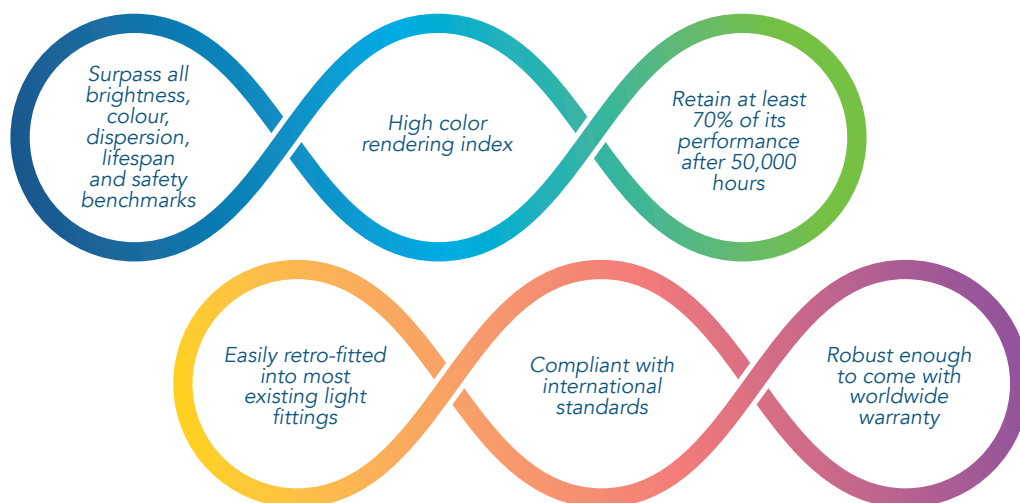 Surpass all
brightness,
colour,
dispersion,
lifespan
and safety
benchmarks
High color
rendering index
Retain at least
70% of its
performance
after 50,000
hours
Easily retro-fitted
into most
existing light
fittings
Compliant with
international
standards
Robust enough
to come with
worldwide
warranty